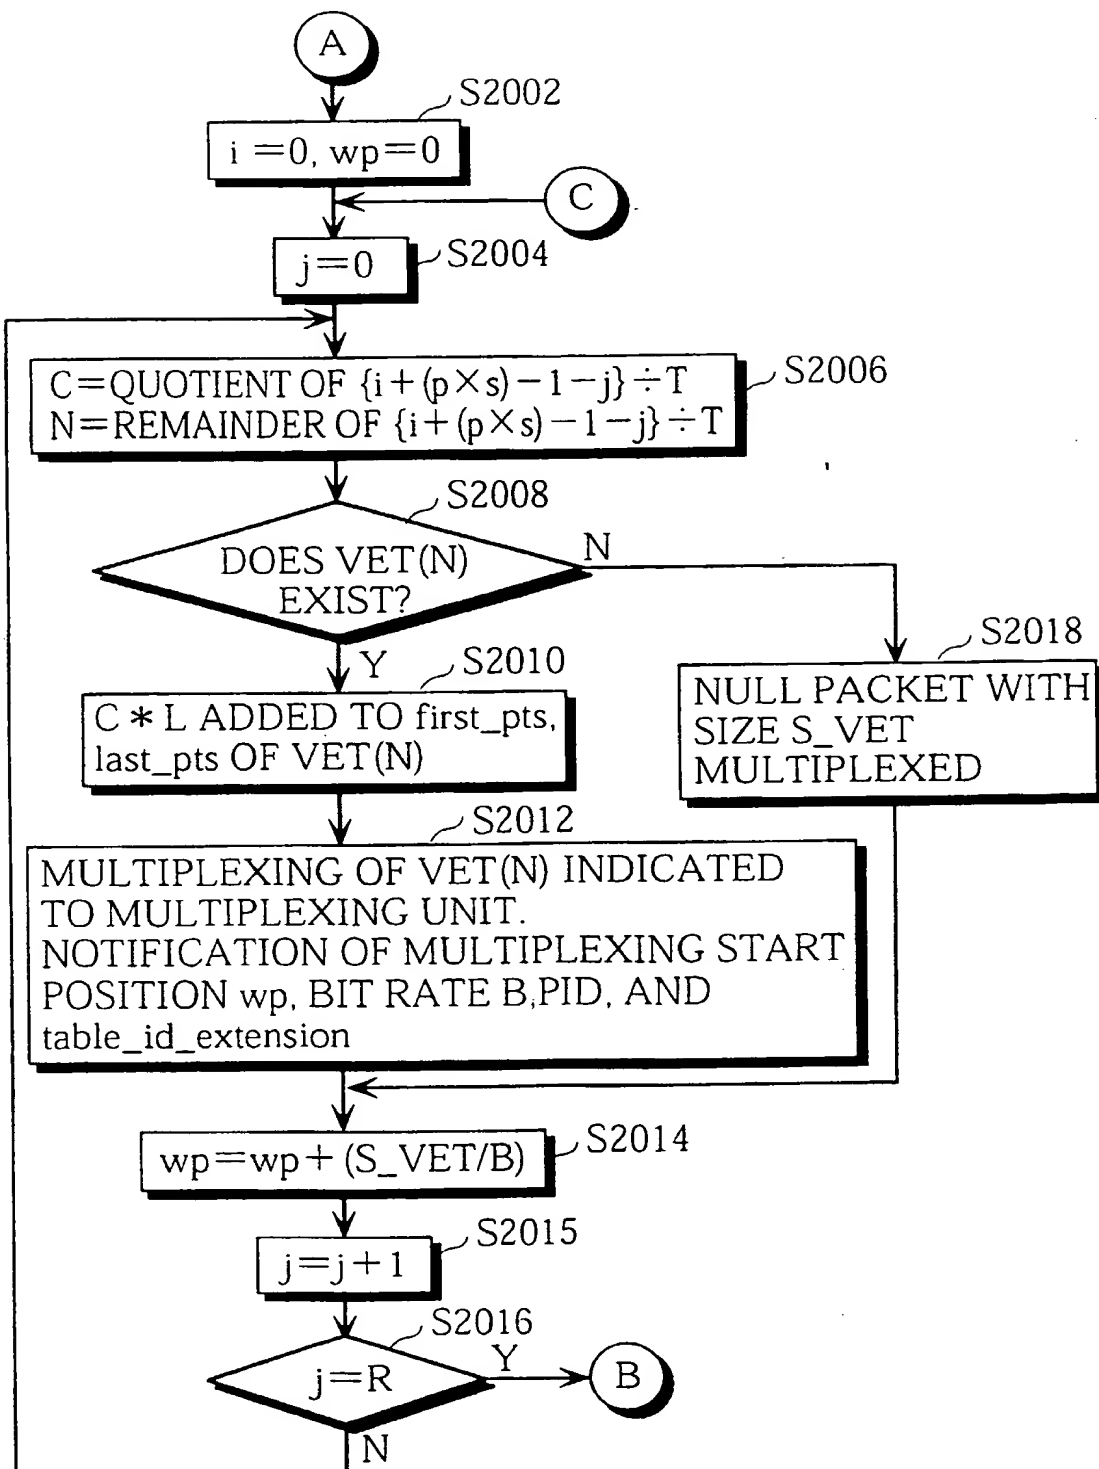 A
S2002
i=0, wp=0
C
j=0
S2004
C=QUOTIENT OF {i+(p×s)-1-j}÷T
N=REMAINDER OF {i+(p×s)-1-j}÷T
S2006
S2008
DOES VET(N)
EXIST?
N
Y
S2010
C*L ADDED TO first_pts,
last_pts OF VET(N)
S2018
NULL PACKET WITH
SIZE S_VET
MULTIPLEXED
S2012
MULTIPLEXING OF VET(N) INDICATED
TO MULTIPLEXING UNIT.
NOTIFICATION OF MULTIPLEXING START
POSITION wp, BIT RATE B,PID, AND
table_id_extension
wp=wp+(S_VET/B)
S2014
j=j+1
S2015
S2016
j=R
Y
B
N